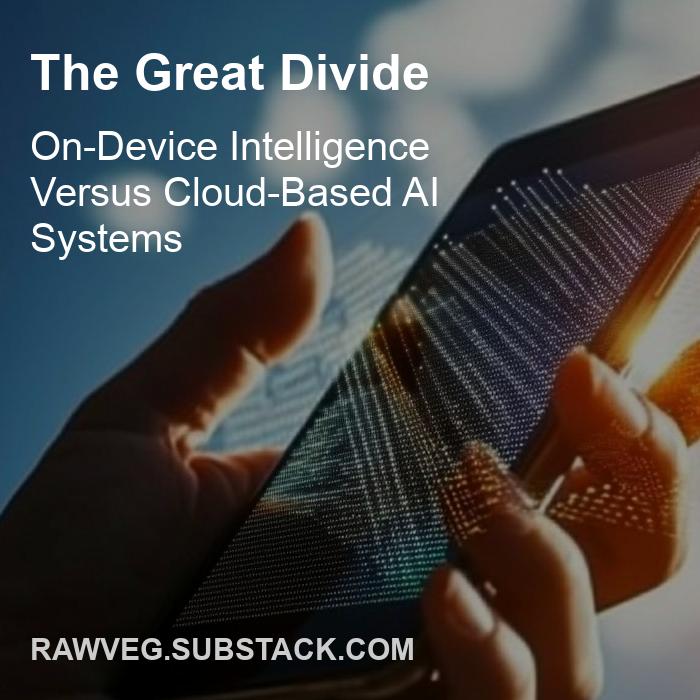 The Great Divide
On-Device Intelligence
Versus Cloud-Based AI
Systems
RAWVEG.SUBSTACK.COM